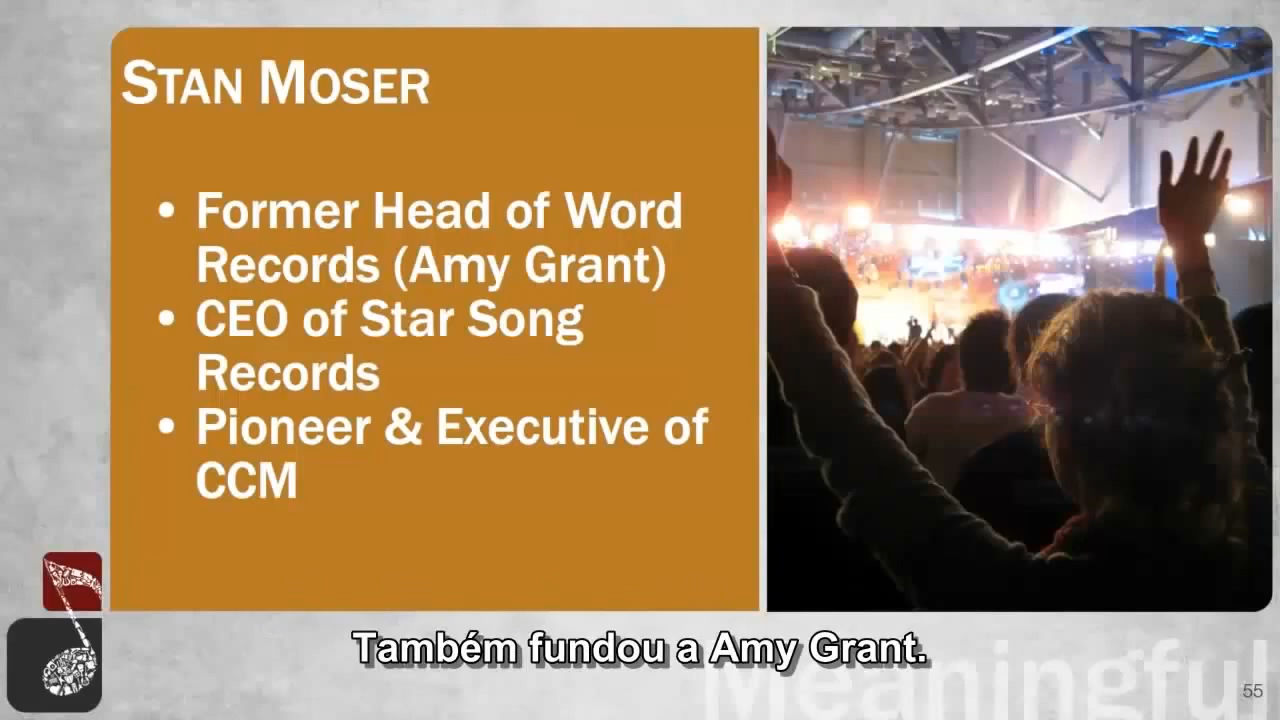 STAN MOSER
• Former Head of Word
Records (Amy Grant)
• CEO of Star Song
Records
• Pioneer & Executive of
CCM
Também fundou a Amy Grant.
Meaningful
55